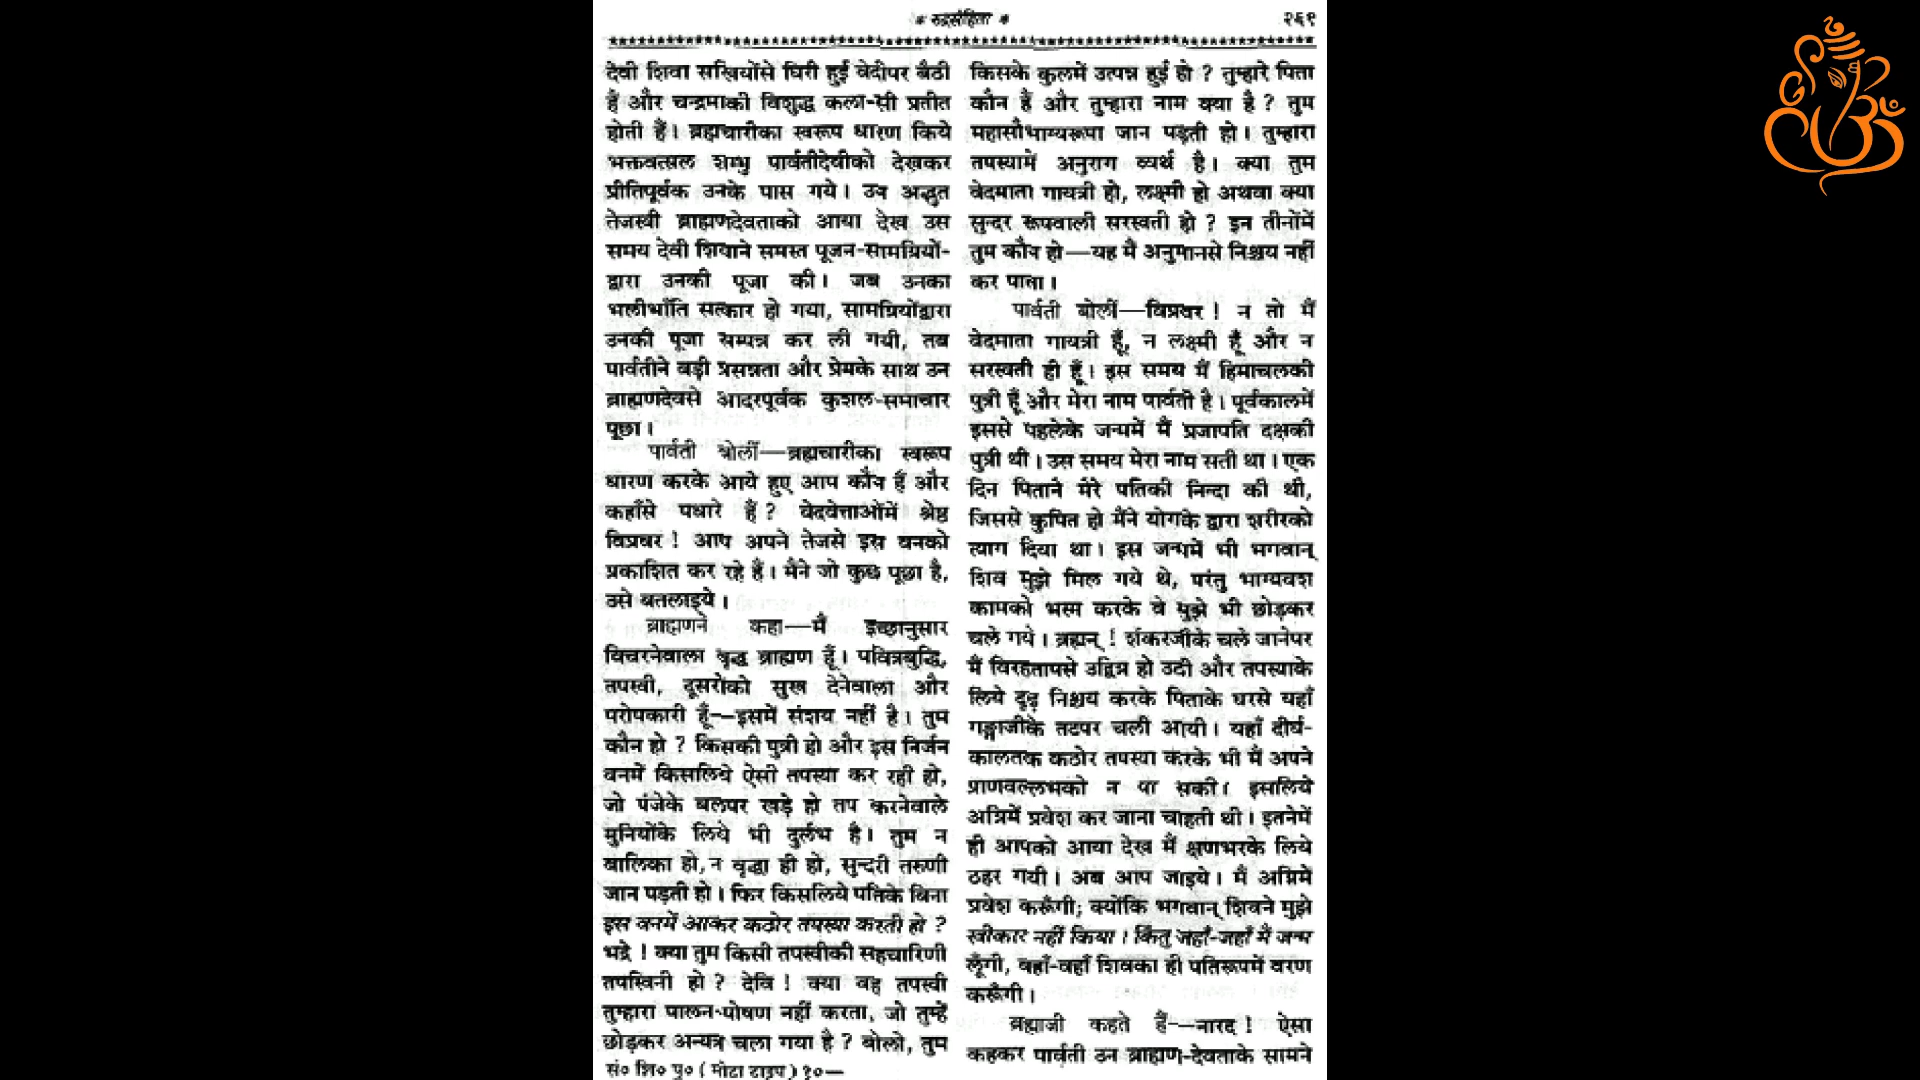 * रुद्रसंहिता *
२६१
देवी शिवा सखियोंसे घिरी हुई वेदीपर बैठी
हैं और चन्द्रमाकी विशुद्ध कला-सी प्रतीत
होती हैं। ब्रह्मचारीका स्वरूप धारण किये
भक्तवत्सल शम्भु पार्वतीदेवीको देखकर
प्रीतिपूर्वक उनके पास गये। उन अद्भुत
तेजस्वी ब्राह्मणदेवताको आया देख उस
समय देवी शिवाने समस्त पूजन-सामग्रियों-
द्वारा उनकी पूजा की। जब उनका
भलीभाँति सत्कार हो गया, सामग्रियोंद्वारा
उनकी पूजा सम्पन्न कर ली गयी, तब
पार्वतीने बड़ी प्रसन्नता और प्रेमके साथ उन
ब्राह्मणदेवसे आदरपूर्वक कुशल-समाचार
पूछा।
पार्वती बोलीं—ब्रह्मचारीका स्वरूप
धारण करके आये हुए आप कौन हैं और
कहाँसे पधारे हैं? वेदवेत्ताओंमें श्रेष्ठ
विप्रवर! आप अपने तेजसे इस वनको
प्रकाशित कर रहे हैं। मैंने जो कुछ पूछा है,
उसे बतलाइये।
ब्राह्मणने कहा—मैं इच्छानुसार
विचरनेवाला वृद्ध ब्राह्मण हूँ। पवित्रबुद्धि,
तपस्वी, दूसरोंको सुख देनेवाला और
परोपकारी हूँ—इसमें संशय नहीं है। तुम
कौन हो? किसकी पुत्री हो और इस निर्जन
वनमें किसलिये ऐसी तपस्या कर रही हो,
जो पंजेके बलपर खड़े हो तप करनेवाले
मुनियोंके लिये भी दुर्लभ है। तुम न
बालिका हो, न वृद्धा ही हो, सुन्दरी तरुणी
जान पड़ती हो। फिर किसलिये पतिके बिना
इस वनमें आकर कठोर तपस्या करती हो?
भद्रे! क्या तुम किसी तपस्वीकी सहचारिणी
तपस्विनी हो? देवि! क्या वह तपस्वी
तुम्हारा पालन-पोषण नहीं करता, जो तुम्हें
छोड़कर अन्यत्र चला गया है? बोलो, तुम
सं० शि० पु० ( मोटा टाइप ) १०—
किसके कुलमें उत्पन्न हुई हो? तुम्हारे पिता
कौन हैं और तुम्हारा नाम क्या है? तुम
महासौभाग्यरूपा जान पड़ती हो। तुम्हारा
तपस्यामें अनुराग व्यर्थ है। क्या तुम
वेदमाता गायत्री हो, लक्ष्मी हो अथवा क्या
सुन्दर रूपवाली सरस्वती हो? इन तीनोंमें
तुम कौन हो—यह मैं अनुमानसे निश्चय नहीं
कर पाता।
पार्वती बोलीं—विप्रवर! न तो मैं
वेदमाता गायत्री हूँ, न लक्ष्मी हूँ और न
सरस्वती ही हूँ। इस समय मैं हिमाचलकी
पुत्री हूँ और मेरा नाम पार्वती है। पूर्वकालमें
इससे पहलेके जन्ममें मैं प्रजापति दक्षकी
पुत्री थी। उस समय मेरा नाम सती था। एक
दिन पिताने मेरे पतिकी निन्दा की थी,
जिससे कुपित हो मैंने योगके द्वारा शरीरको
त्याग दिया था। इस जन्ममें भी भगवान्
शिव मुझे मिल गये थे, परंतु भाग्यवश
कामको भस्म करके वे मुझे भी छोड़कर
चले गये। ब्रह्मन्! शंकरजीके चले जानेपर
मैं विरहतापसे उद्विग्न हो उठी और तपस्याके
लिये दृढ़ निश्चय करके पिताके घरसे यहाँ
गङ्गाजीके तटपर चली आयी। यहाँ दीर्घ-
कालतक कठोर तपस्या करके भी मैं अपने
प्राणवल्लभको न पा सकी। इसलिये
अग्निमें प्रवेश कर जाना चाहती थी। इतनेमें
ही आपको आया देख मैं क्षणभरके लिये
ठहर गयी। अब आप जाइये। मैं अग्निमें
प्रवेश करूँगी; क्योंकि भगवान् शिवने मुझे
स्वीकार नहीं किया। किंतु जहाँ-जहाँ मैं जन्म
लूँगी, वहाँ-वहाँ शिवका ही पतिरूपमें वरण
करूँगी।
ब्रह्माजी कहते हैं—नारद! ऐसा
कहकर पार्वती उन ब्राह्मण-देवताके सामने
ॐ